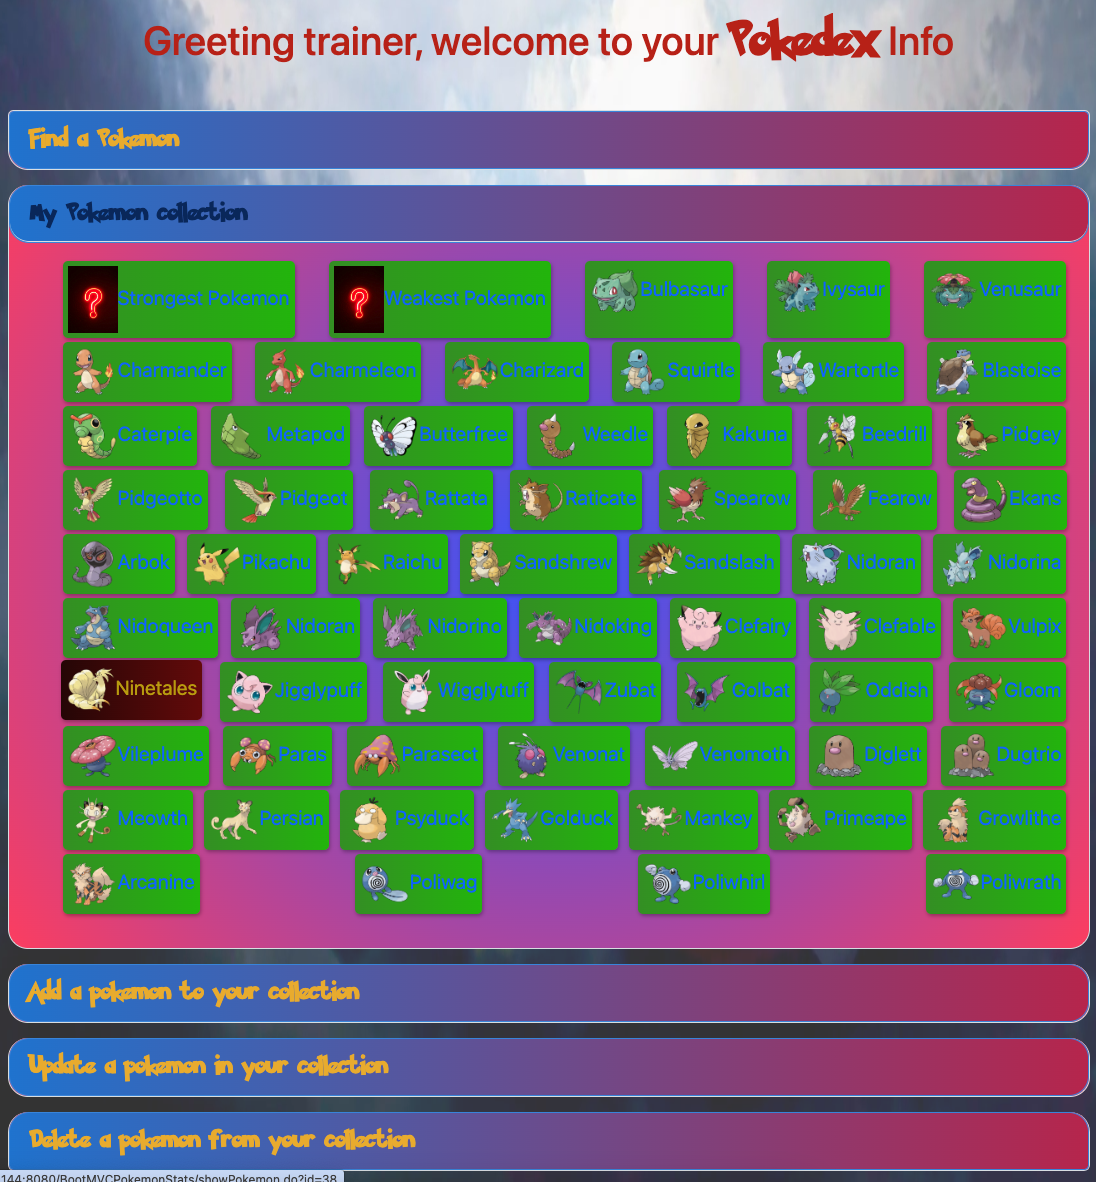 Greeting trainer, welcome to your Pokedex Info
Find a Pokemon
My Pokemon collection
Strongest Pokemon Weakest Pokemon Bulbasaur Ivysaur Venusaur
Charmander Charmeleon Charizard Squirtle Wartortle Blastoise
Caterpie Metapod Butterfree Weedle Kakuna Beedrill Pidgey
Pidgeotto Pidgeot Rattata Raticate Spearow Fearow Ekans
Arbok Pikachu Raichu Sandshrew Sandslash Nidoran Nidorina
Nidoqueen Nidoran Nidorino Nidoking Clefairy Clefable Vulpix
Ninetales Jigglypuff Wigglytuff Zubat Golbat Oddish Gloom
Vileplume Paras Parasect Venonat Venomoth Diglett Dugtrio
Meowth Persian Psyduck Golduck Mankey Primeape Growlithe
Arcanine Poliwag Poliwhirl Poliwrath
Add a pokemon to your collection
Update a pokemon in your collection
Delete a pokemon from your collection
144:8080/BootMVCPokemonStats/showPokemon.do?id=38